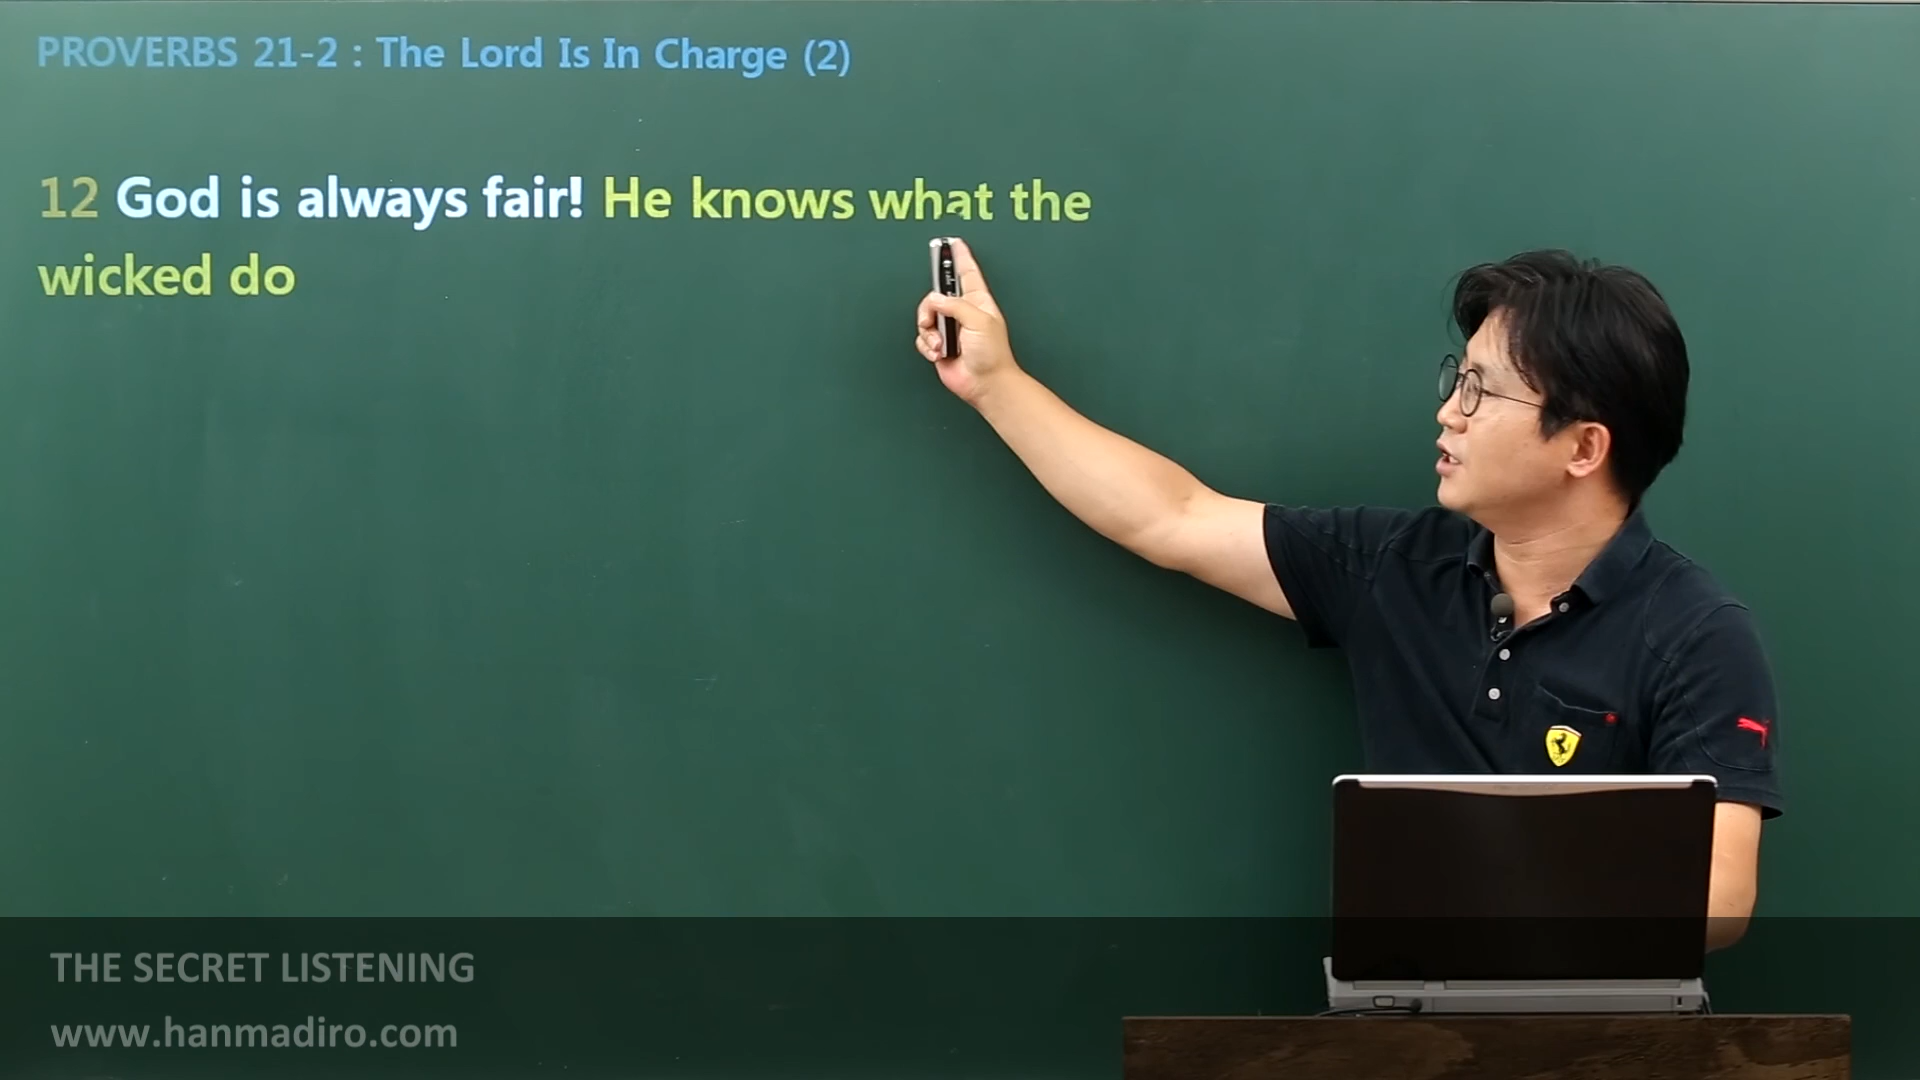 PROVERBS 21-2 : The Lord Is In Charge (2)
12 God is always fair! He knows what the
wicked do
THE SECRET LISTENING
www.hanmadiro.com